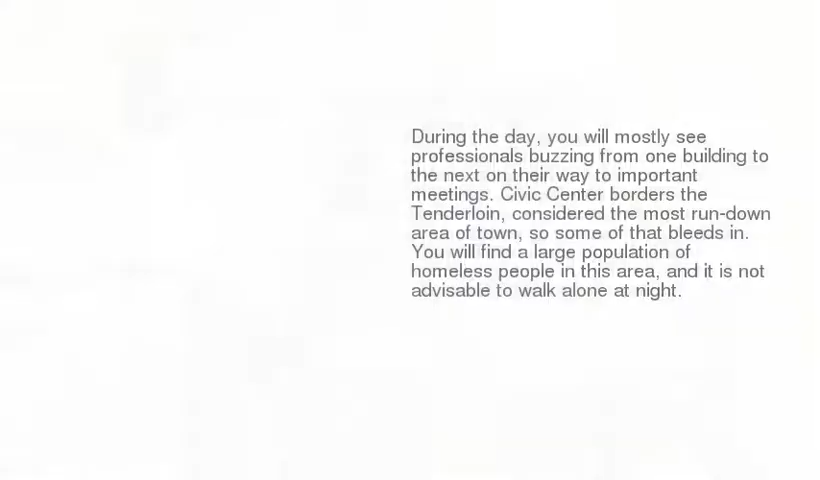 During the day, you will mostly see
professionals buzzing from one building to
the next on their way to important
meetings. Civic Center borders the
Tenderloin, considered the most run-down
area of town, so some of that bleeds in.
You will find a large population of
homeless people in this area, and it is not
advisable to walk alone at night.